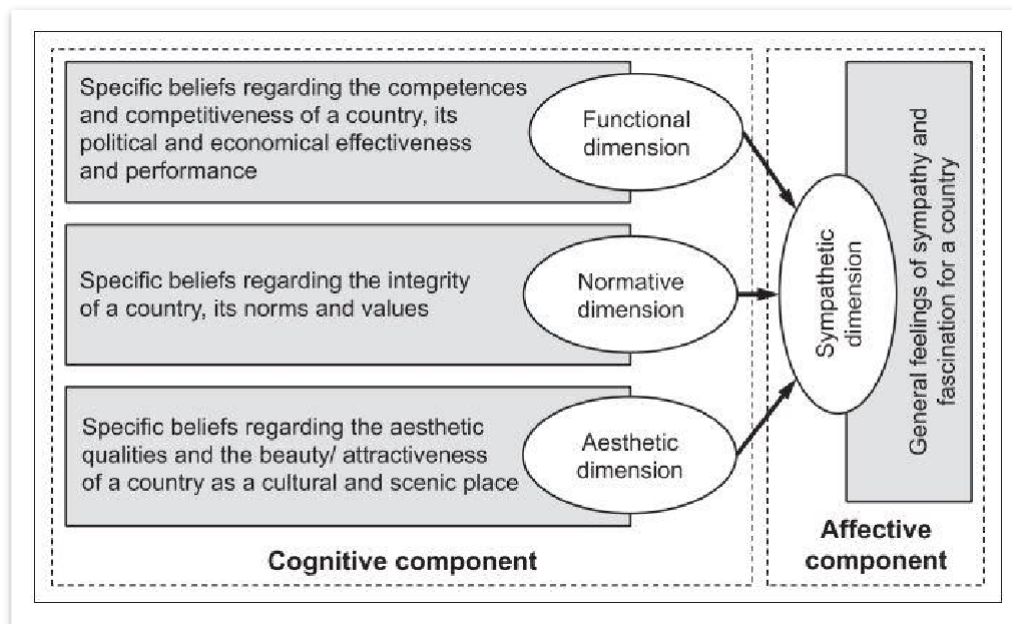 Specific beliefs regarding the competences
and competitiveness of a country, its
political and economical effectiveness
and performance
Functional
dimension
Specific beliefs regarding the integrity
of a country, its norms and values
Normative
dimension
Specific beliefs regarding the aesthetic
qualities and the beauty/ attractiveness
of a country as a cultural and scenic place
Aesthetic
dimension
Cognitive component
Sympathetic
dimension
General feelings of sympathy and
fascination for a country
Affective
component